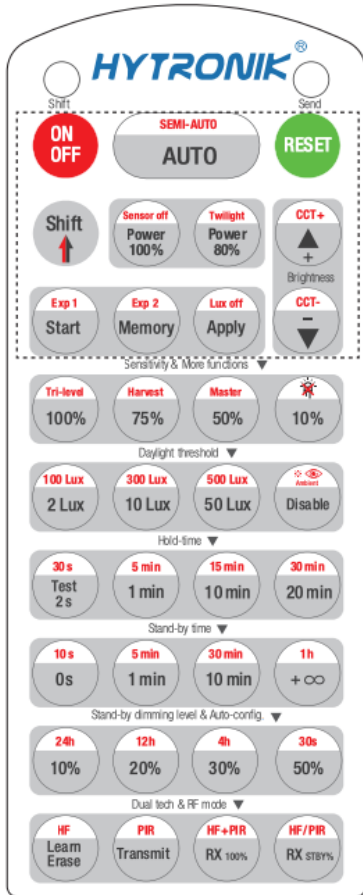 HYTRONIK®
Shift Send
ON
OFF
SEMI-AUTO
AUTO
RESET
Shift
Sensor off
Power
100%
Twilight
Power
80%
CCT+
+
Brightness
Exp 1
Start
Exp 2
Memory
Lux off
Apply
CCT-
-
Sensitivity & More functions ▼
Tri-level Harvest Master
100% 75% 50% 10%
Daylight threshold ▼
100 Lux 300 Lux 500 Lux Ambient
2 Lux 10 Lux 50 Lux Disable
Hold-time ▼
30 s 5 min 15 min 30 min
Test
2 s 1 min 10 min 20 min
Stand-by time ▼
10 s 5 min 30 min 1h
0s 1 min 10 min +∞
Stand-by dimming level & Auto-config. ▼
24h 12h 4h 30s
10% 20% 30% 50%
Dual tech & RF mode ▼
HF PIR HF+PIR HF/PIR
Learn
Erase Transmit RX 100% RX STBY%